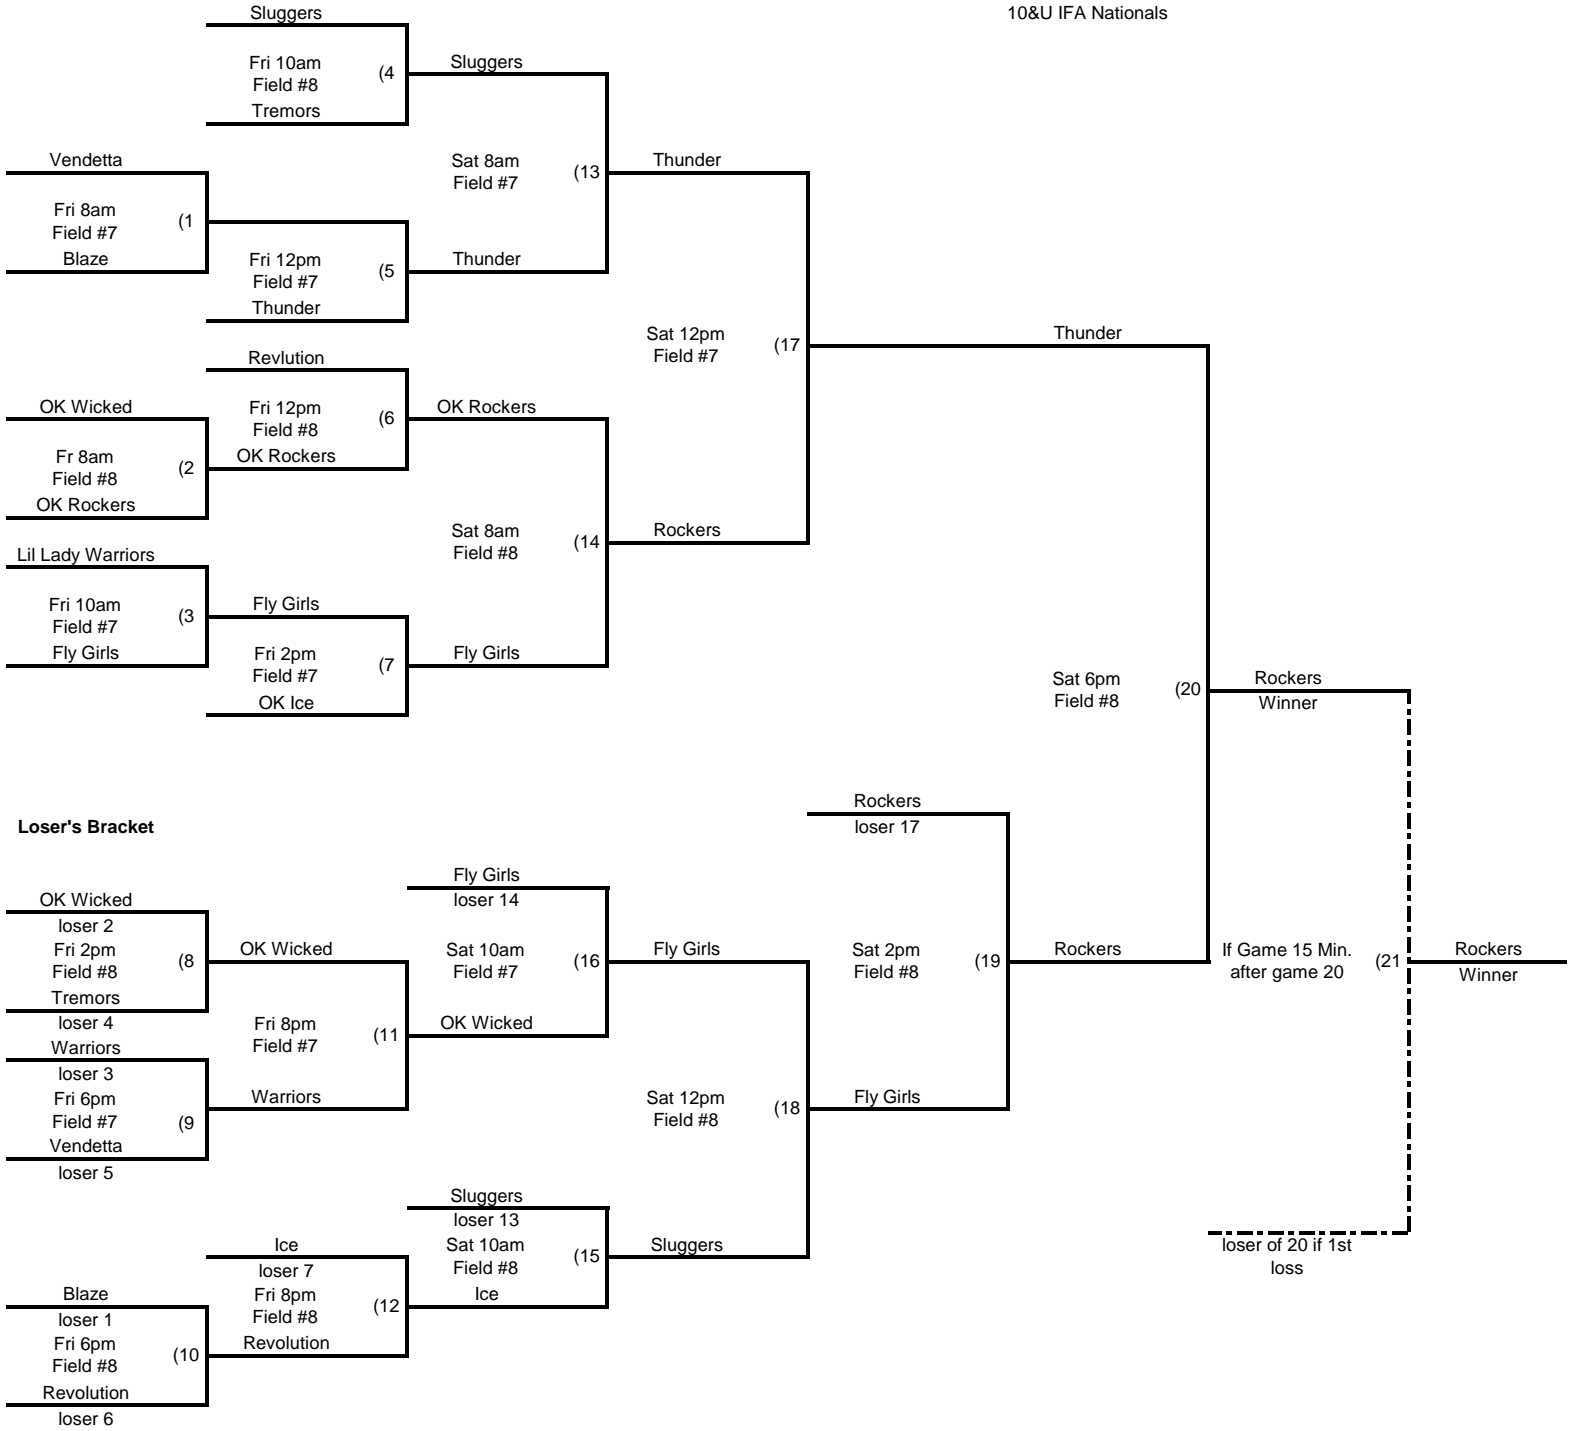 10&U IFA Nationals
Sluggers
Fri 10am
Field #8
(4
Tremors
Sluggers
Vendetta
Fri 8am
Field #7
(1
Blaze
Fri 12pm
Field #7
(5
Thunder
Sat 8am
Field #7
(13
Thunder
Thunder
Revlution
OK Wicked
Fri 12pm
Field #8
(6
OK Rockers
Fr 8am
Field #8
(2
OK Rockers
OK Rockers
Sat 12pm
Field #7
(17
Thunder
Lil Lady Warriors
Fri 10am
Field #7
(3
Fly Girls
Fly Girls
Fri 2pm
Field #7
(7
OK Ice
Sat 8am
Field #8
(14
Rockers
Fly Girls
Sat 6pm
Field #8
(20
Rockers
Winner
Loser's Bracket
Rockers
loser 17
OK Wicked
loser 2
Fri 2pm
Field #8
(8
Tremors
loser 4
OK Wicked
Fly Girls
loser 14
Sat 10am
Field #7
(16
Fly Girls
Sat 2pm
Field #8
(19
Rockers
If Game 15 Min.
after game 20
(21
Rockers
Winner
Warriors
loser 3
Fri 6pm
Field #7
(9
Vendetta
loser 5
Fri 8pm
Field #7
(11
OK Wicked
Warriors
Sat 12pm
Field #8
(18
Fly Girls
Sluggers
loser 13
Sat 10am
Field #8
(15
Sluggers
Ice
loser 7
Fri 8pm
Field #8
(12
Ice
Revolution
Blaze
loser 1
Fri 6pm
Field #8
(10
Revolution
loser 6
loser of 20 if 1st
loss